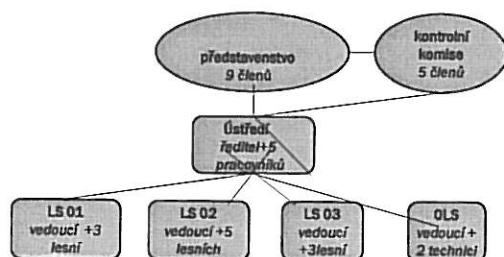 představenstvo
9 členů
kontrolní
komise
5 členů
Ústředí
ředitel+5
pracovníků
LS 01
vedoucí +3
lesní
LS 02
vedoucí +5
lesních
LS 03
vedoucí
+3lesní
OLS
vedoucí +
2 technici